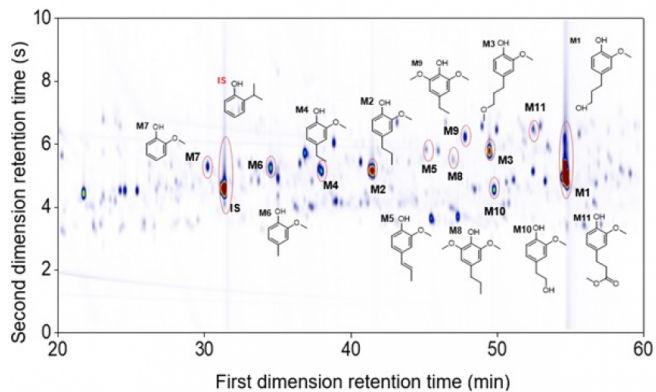 10
8
6
4
2
0
20
30
40
50
60
Second dimension retention time (s)
First dimension retention time (min)
IS
OH
M7
OH
O
M7
IS
M6
M6
OH
O
M4
OH
O
M4
M2
OH
O
M2
M9
OH
O
O
M9
M3
OH
O
O
M3
M1
OH
O
OH
M1
M11
M5
M8
M10
M5
OH
O
M8
OH
O
O
M10
OH
O
OH
M11
OH
O
O
O